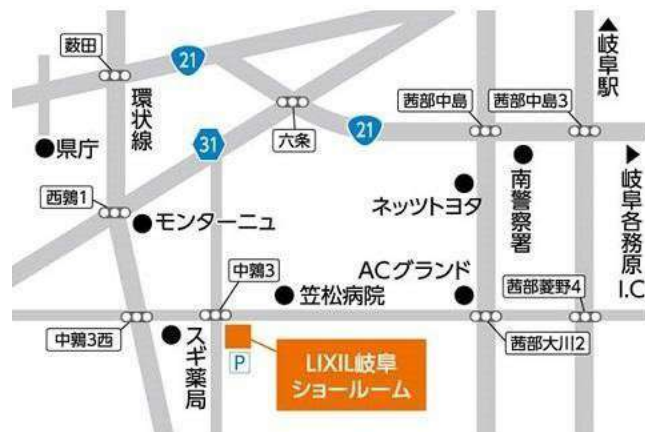 薮田
21
環状線
▲岐阜駅
茜部中島
茜部中島3
県庁
31
六条
21
▶岐阜各務原I.C
南警察署
西鶉1
モンターニュ
ネッツトヨタ
中鶉3
笠松病院
ACグランド
茜部菱野4
中鶉3西
スギ薬局
P
LIXIL岐阜
ショールーム
茜部大川2